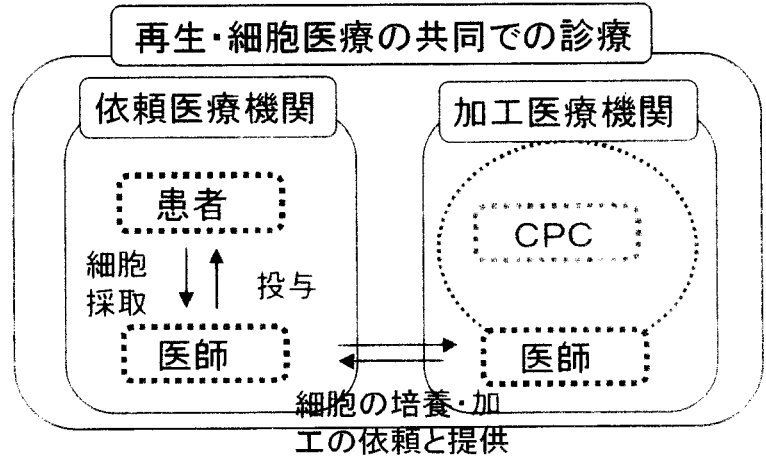 再生・細胞医療の共同での診療
依頼医療機関
患者
細胞
採取
投与
医師
加工医療機関
CPC
医師
細胞の培養・加
工の依頼と提供